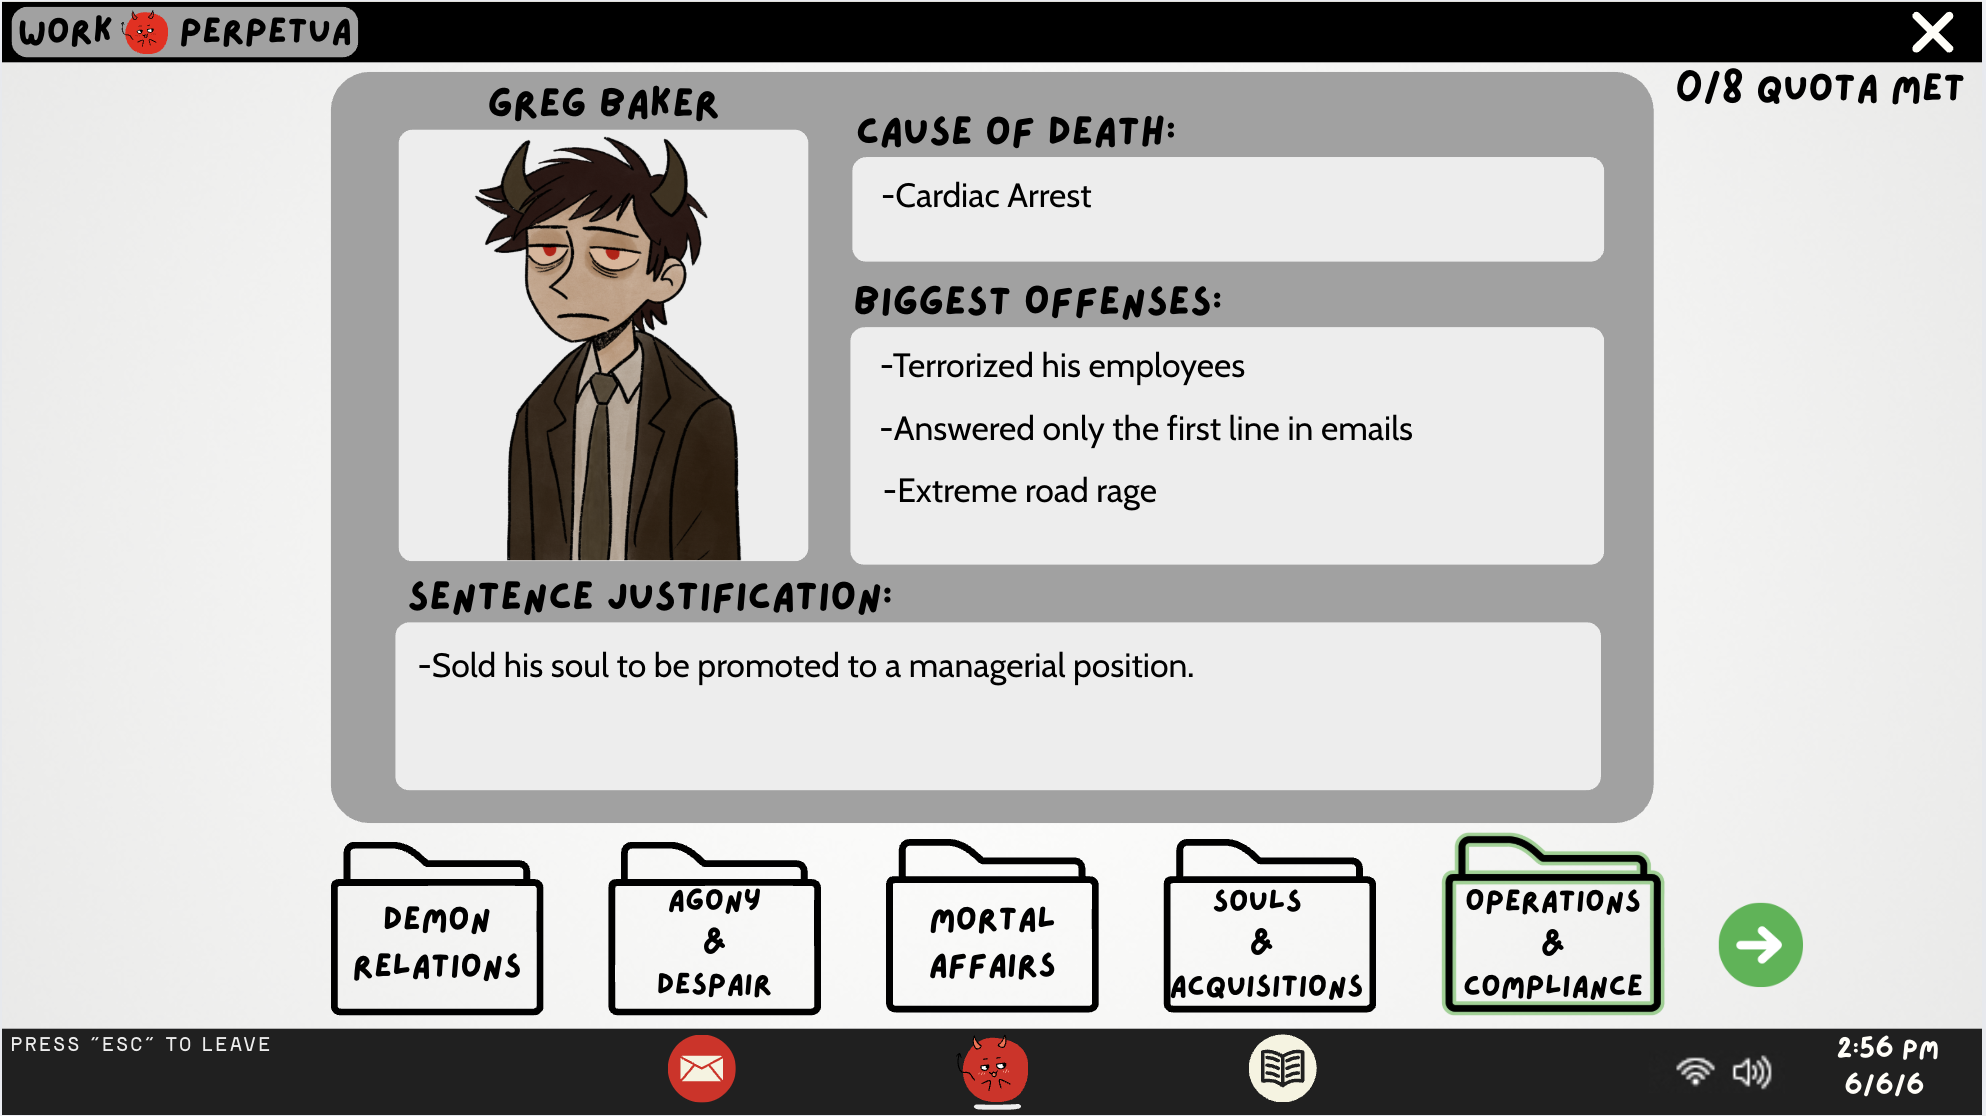 WORK PERPETUA
0/8 QUOTA MET
GREG BAKER
CAUSE OF DEATH:
-Cardiac Arrest
BIGGEST OFFENSES:
-Terrorized his employees
-Answered only the first line in emails
-Extreme road rage
SENTENCE JUSTIFICATION:
-Sold his soul to be promoted to a managerial position.
DEMON
RELATIONS
AGONY
&
DESPAIR
MORTAL
AFFAIRS
SOULS
&
ACQUISITIONS
OPERATIONS
&
COMPLIANCE
PRESS "ESC" TO LEAVE
2:56 PM
6/6/6